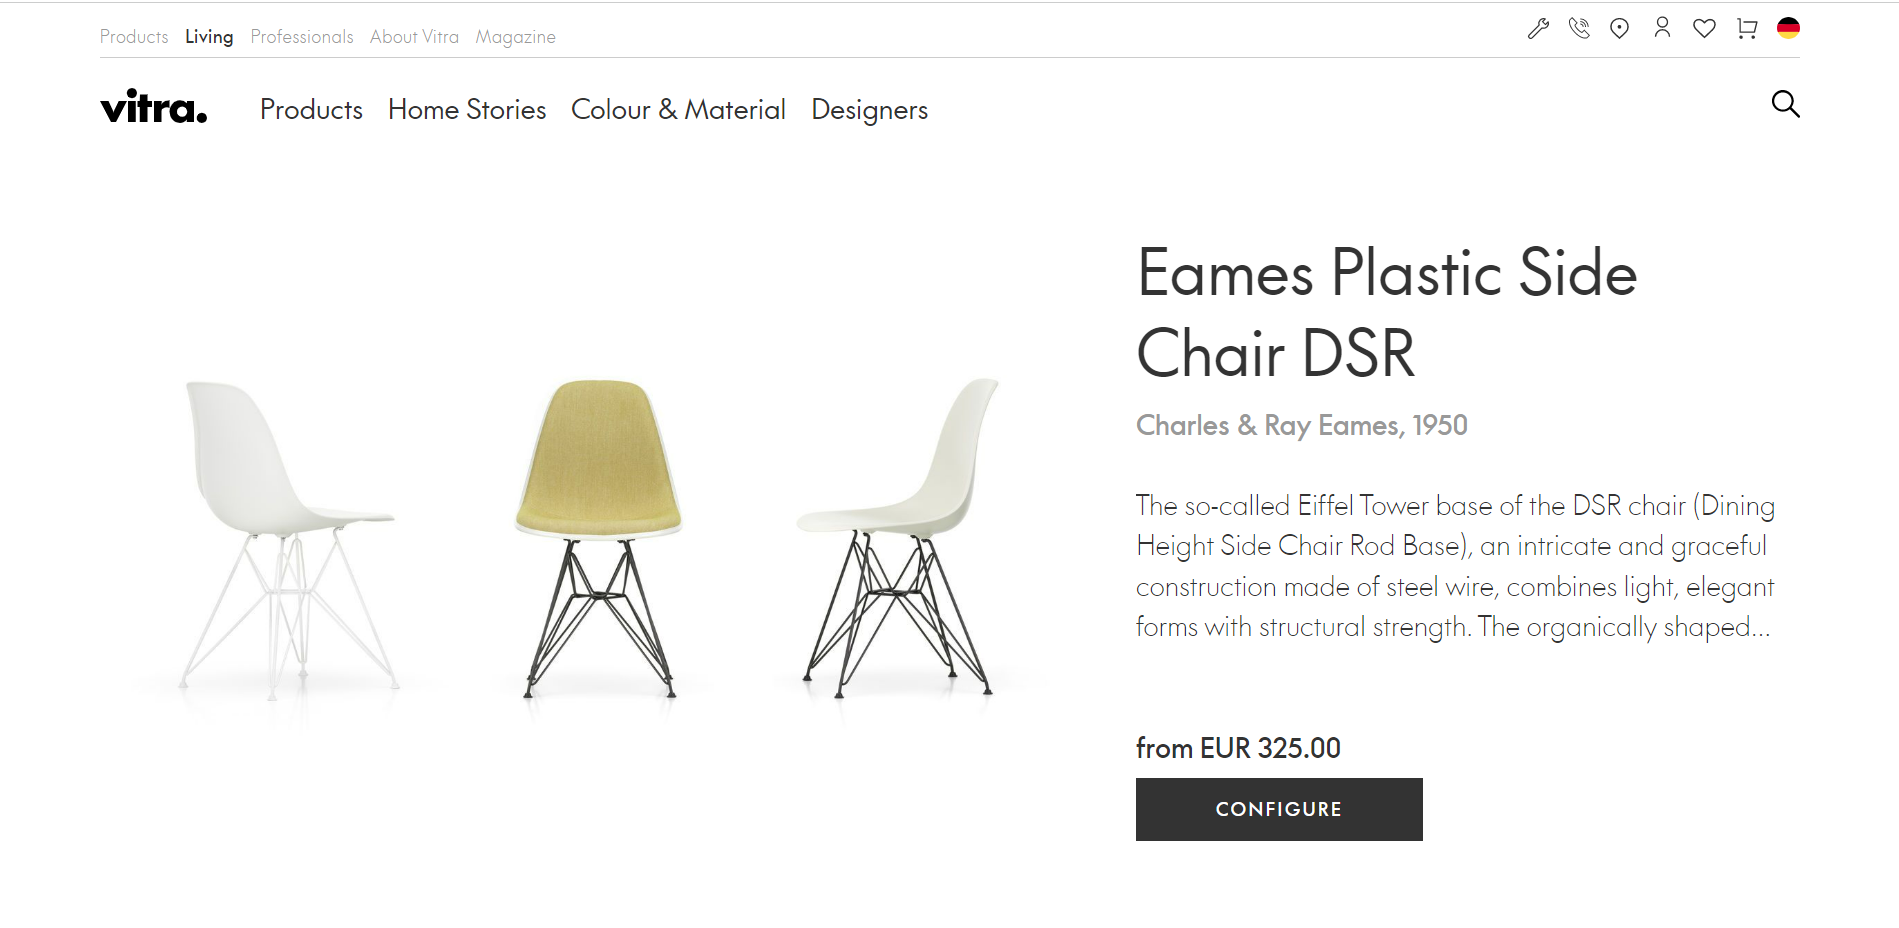 Products Living Professionals About Vitra Magazine
vitra. Products Home Stories Colour & Material Designers
Eames Plastic Side
Chair DSR
Charles & Ray Eames, 1950
The so-called Eiffel Tower base of the DSR chair (Dining
Height Side Chair Rod Base), an intricate and graceful
construction made of steel wire, combines light, elegant
forms with structural strength. The organically shaped...
from EUR 325.00
CONFIGURE